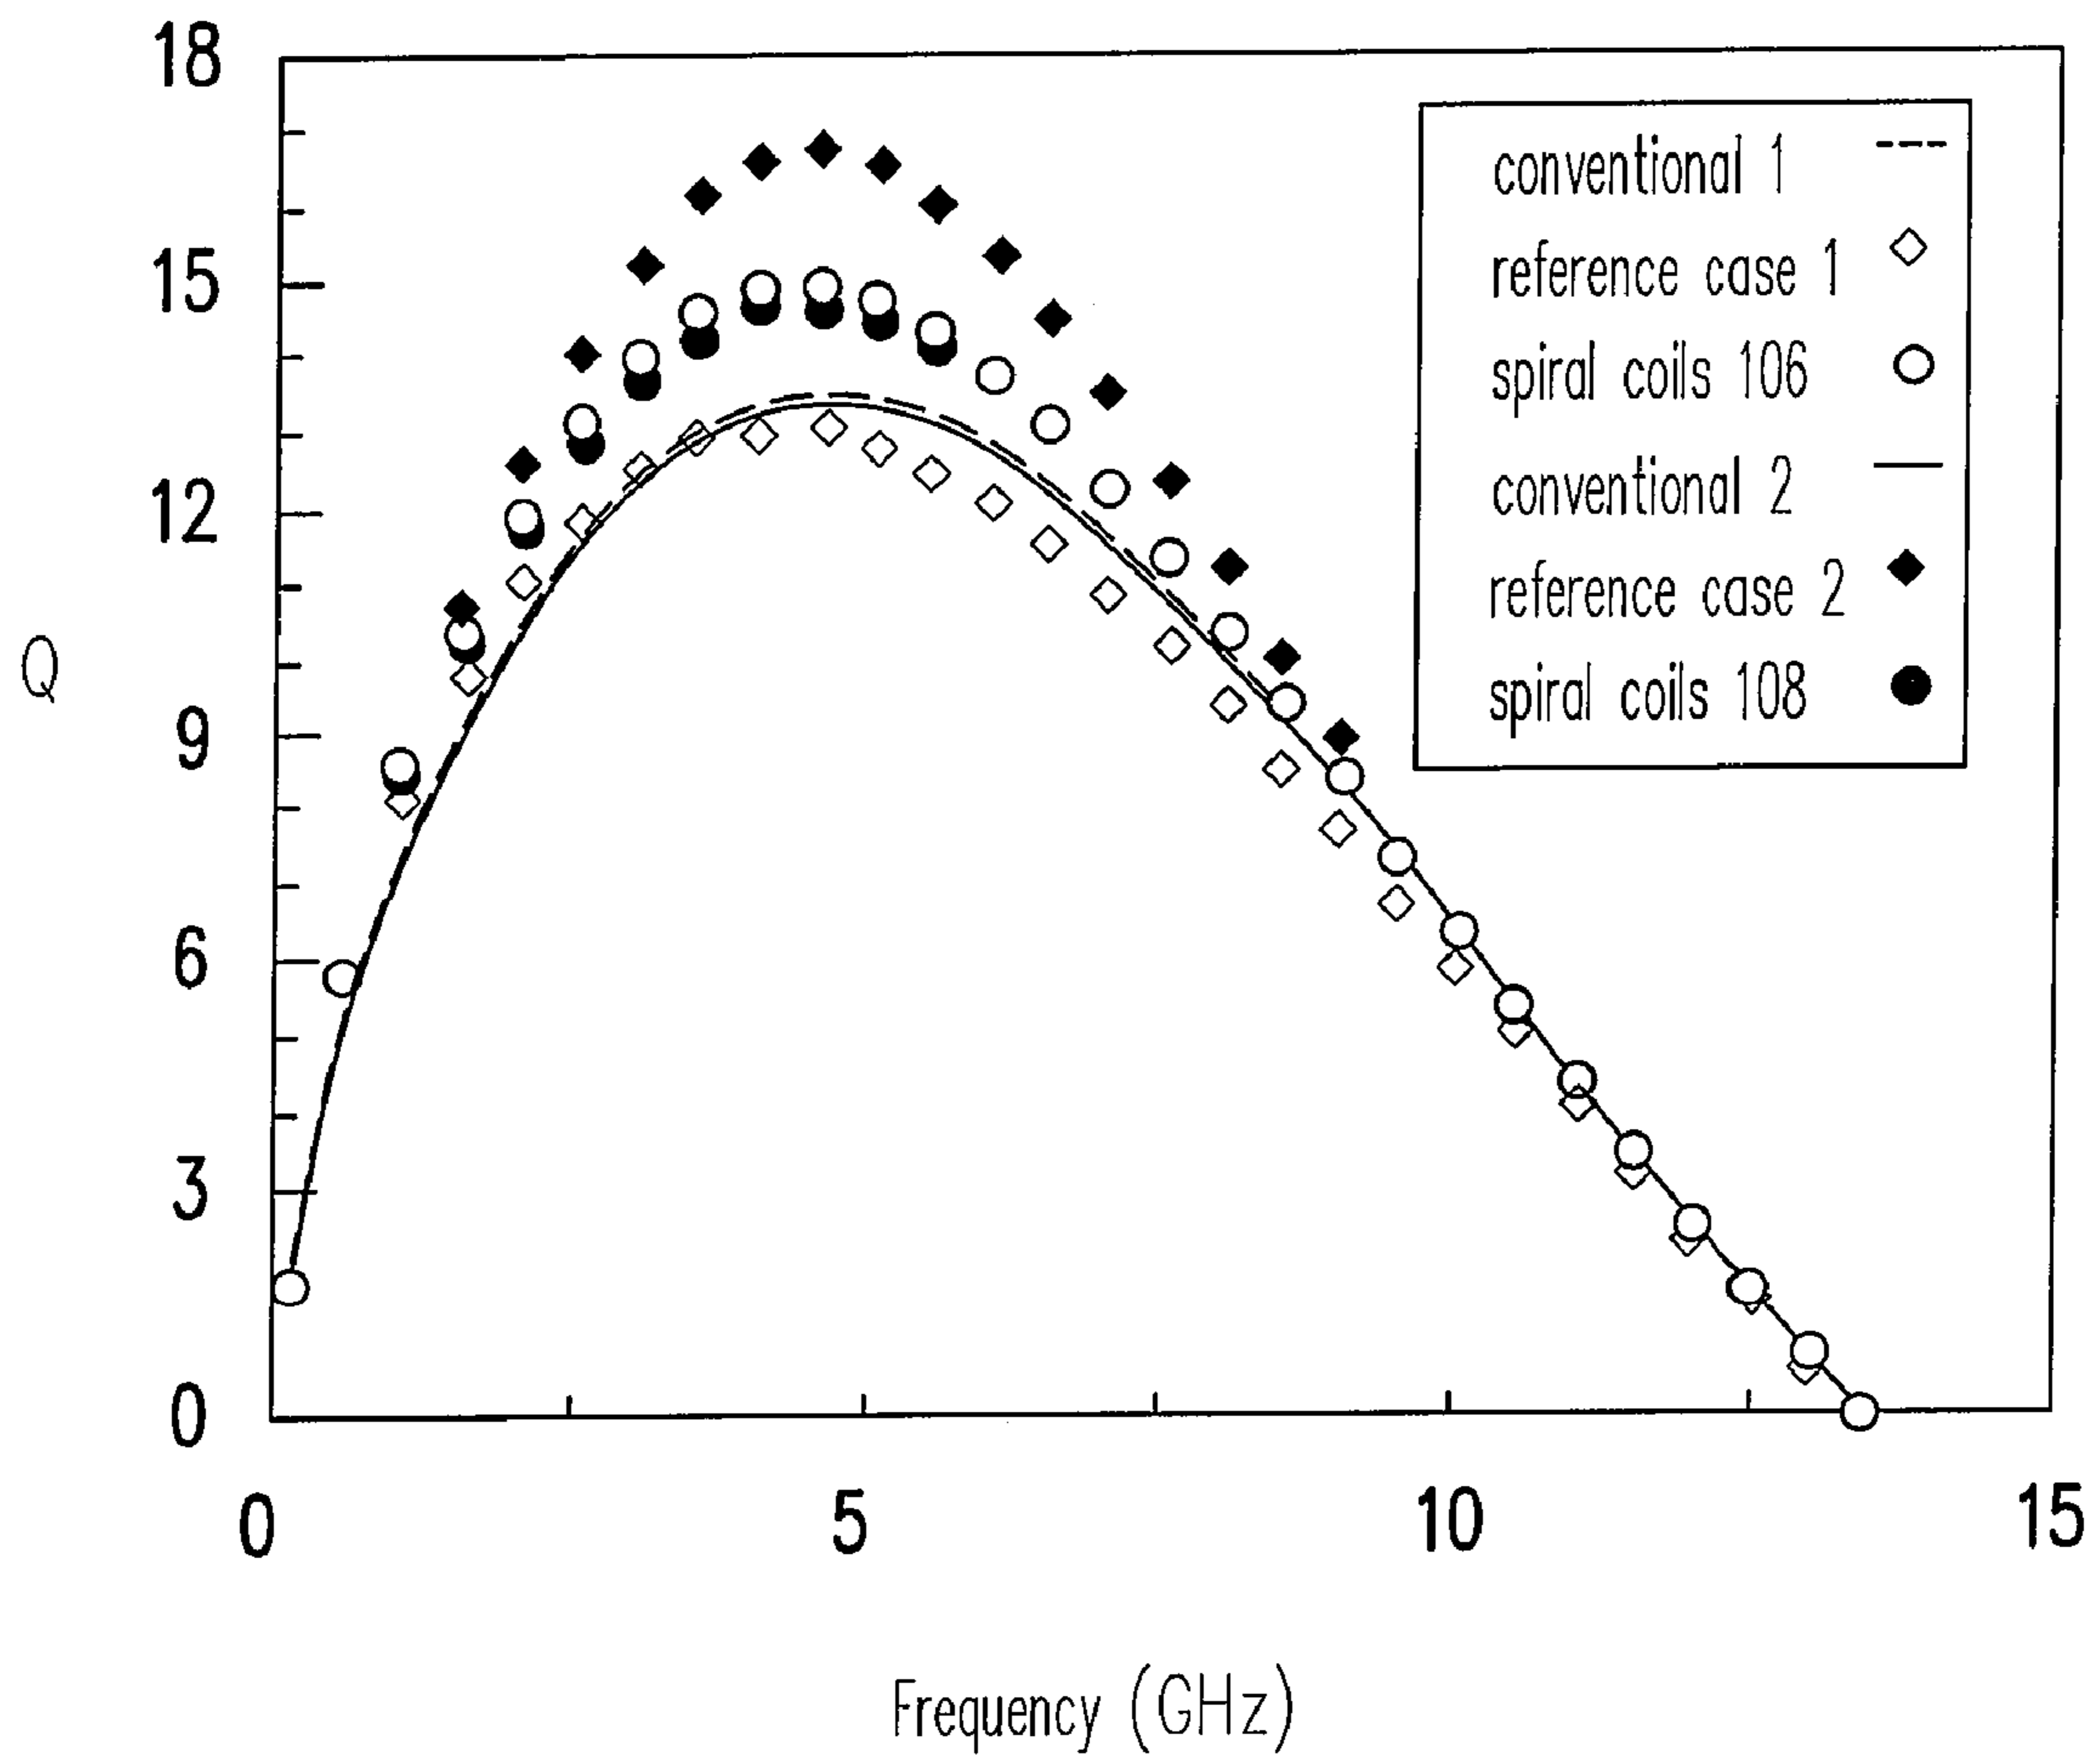 18
15
12
9
6
3
0
Q
0
5
10
15
Frequency (GHz)
conventional 1
reference case 1
spiral coils 106
conventional 2
reference case 2
spiral coils 108